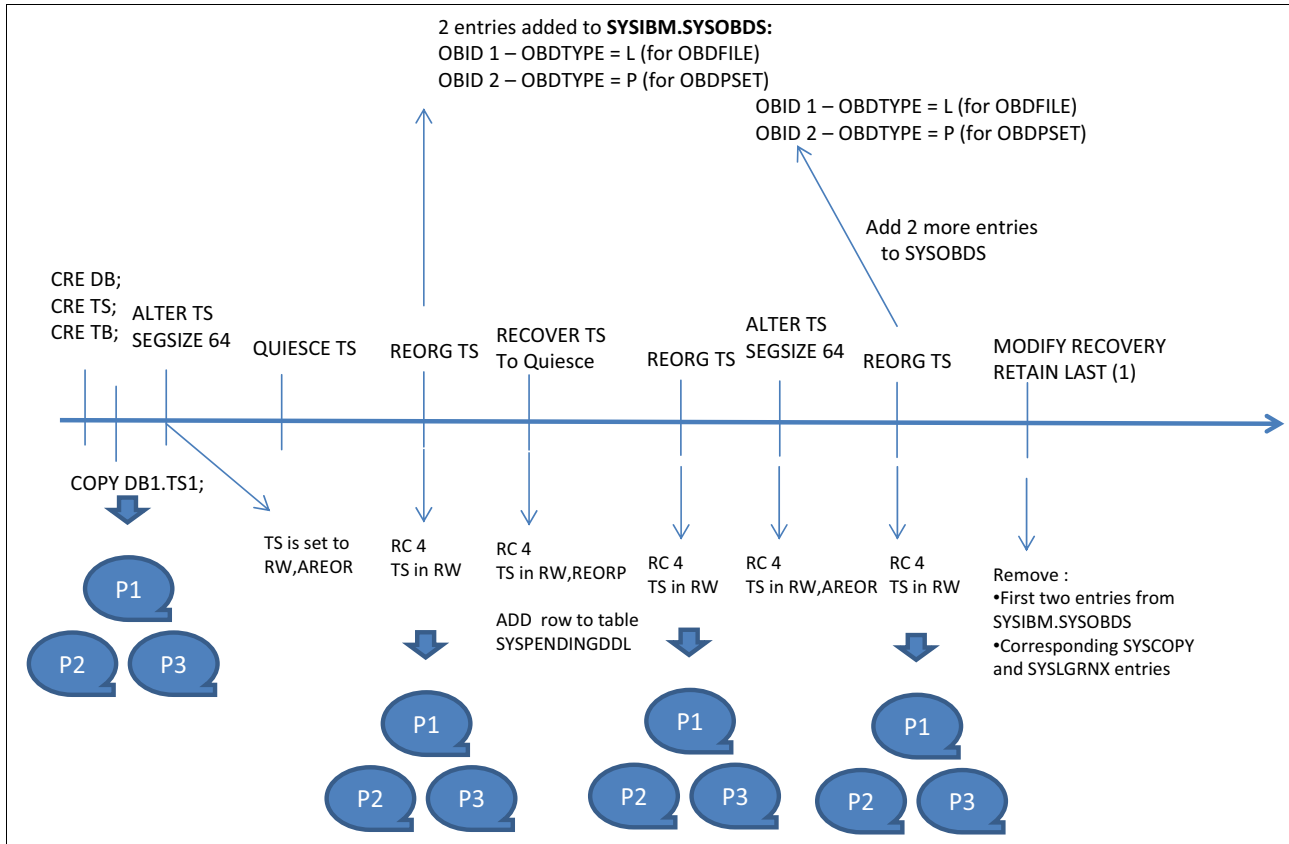 2 entries added to SYSIBM.SYSOBDS:
OBID 1 – OBDTYPE = L (for OBDFILE)
OBID 2 – OBDTYPE = P (for OBDPSET)
OBID 1 – OBDTYPE = L (for OBDFILE)
OBID 2 – OBDTYPE = P (for OBDPSET)
Add 2 more entries
to SYSOBDS
CRE DB;
CRE TS;
CRE TB;
ALTER TS
SEGSIZE 64
QUIESCE TS
REORG TS
RECOVER TS
To Quiesce
REORG TS
ALTER TS
SEGSIZE 64
REORG TS
MODIFY RECOVERY
RETAIN LAST (1)
COPY DB1.TS1;
P1
P2
P3
TS is set to
RW,AREOR
RC 4
TS in RW
P1
P2
P3
RC 4
TS in RW,REORP
ADD row to table
SYSPENDINGDDL
RC 4
TS in RW
P1
P2
P3
RC 4
TS in RW,AREOR
RC 4
TS in RW
P1
P2
P3
Remove :
•First two entries from
SYSIBM.SYSOBDS
•Corresponding SYSCOPY
and SYSLGRNX entries